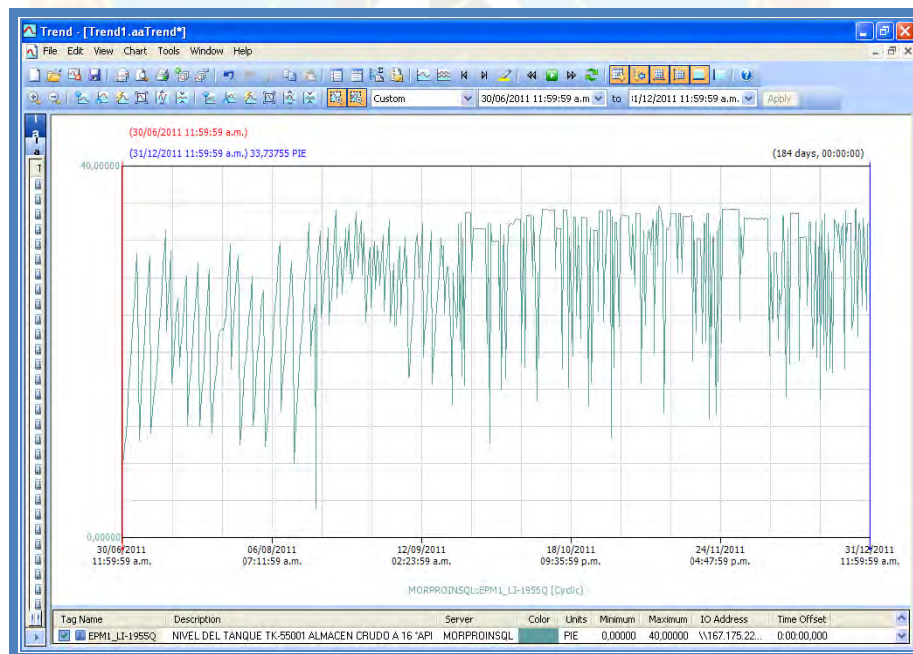 Trend - [Trend1.aaTrend*]
File Edit View Chart Tools Window Help
Custom 30/06/2011 11:59:59 a.m to 31/12/2011 11:59:59 a.m. Apply
(30/06/2011 11:59:59 a.m.)
(31/12/2011 11:59:59 a.m.) 33,73755 PIE (184 days, 00:00:00)
40,00000
0,00000
30/06/2011 06/08/2011 12/09/2011 18/10/2011 24/11/2011 31/12/2011
11:59:59 a.m. 07:11:59 a.m. 02:23:59 a.m. 09:35:59 p.m. 04:47:59 p.m. 11:59:59 a.m.
MORPROINSQL:EPM1_LI-1955Q [Cyclic]
Tag Name Description Server Color Units Minimum Maximum IO Address Time Offset
EPM1_LI-1955Q NIVEL DEL TANQUE TK-55001 ALMACEN CRUDO A 16 °API MORPROINSQL PIE 0,00000 40,00000 \\167.175.22... 0:00:00,000